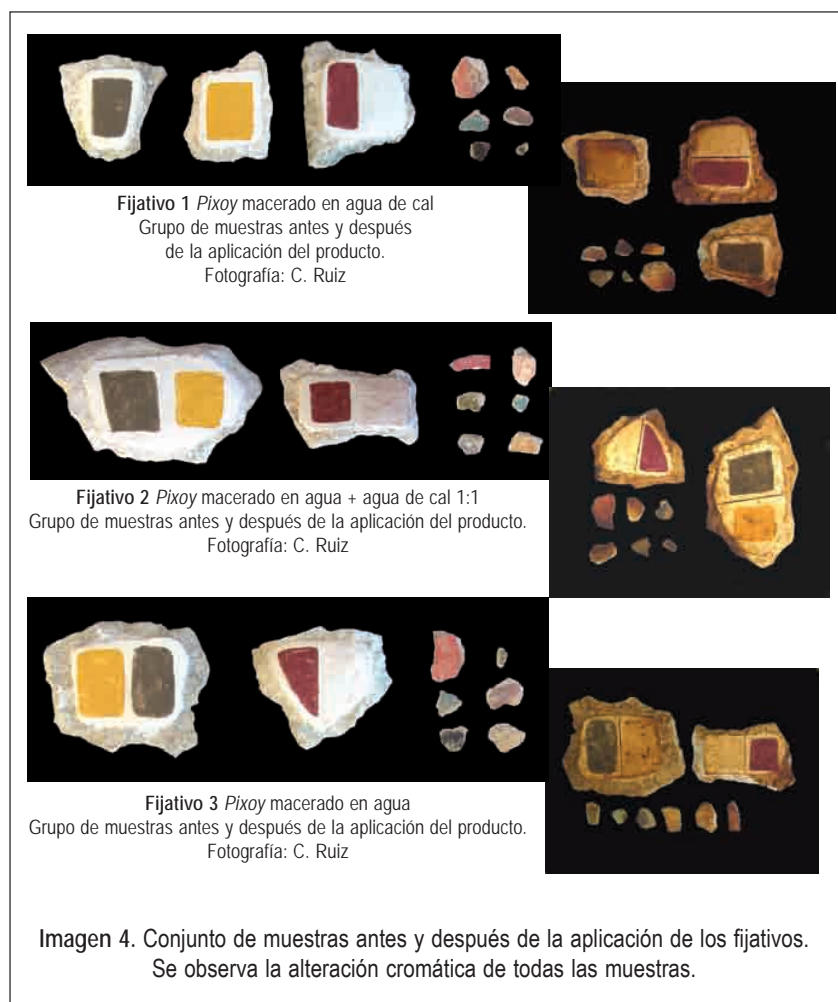 Fijativo 1 Pixoy macerado en agua de cal
Grupo de muestras antes y después
de la aplicación del producto.
Fotografía: C. Ruiz
Fijativo 2 Pixoy macerado en agua + agua de cal 1:1
Grupo de muestras antes y después de la aplicación del producto.
Fotografía: C. Ruiz
Fijativo 3 Pixoy macerado en agua
Grupo de muestras antes y después de la aplicación del producto.
Fotografía: C. Ruiz
Imagen 4. Conjunto de muestras antes y después de la aplicación de los fijativos.
Se observa la alteración cromática de todas las muestras.